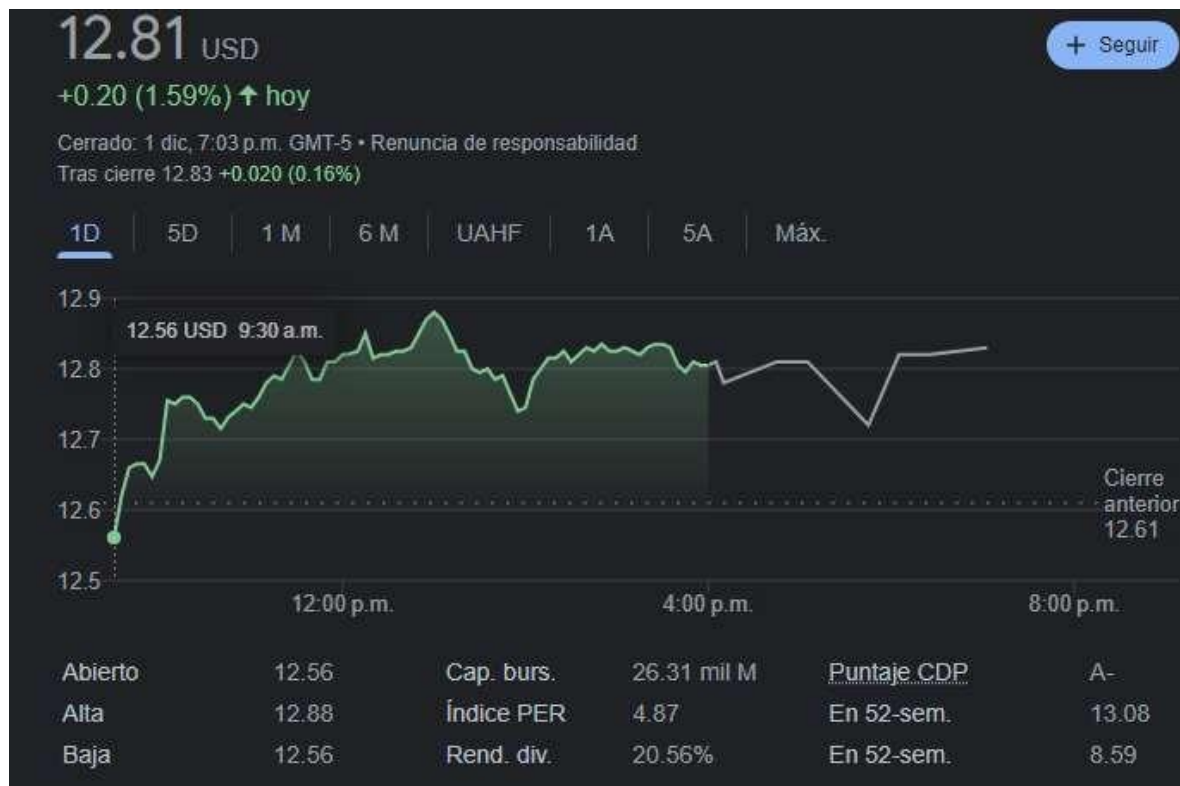 12.81 USD
+ Seguir
+0.20 (1.59%) ↑ hoy
Cerrado: 1 dic, 7:03 p.m. GMT-5 • Renuncia de responsabilidad
Tras cierre 12.83 +0.020 (0.16%)
1D 5D 1 M 6 M UAHF 1A 5A Máx.
12.9
12.56 USD 9:30 a.m.
12.8
12.7
12.6
12.5
Cierre
anterior
12.61
12:00 p.m. 4:00 p.m. 8:00 p.m.
Abierto 12.56 Cap. burs. 26.31 mil M Puntaje CDP A-
Alta 12.88 Índice PER 4.87 En 52-sem. 13.08
Baja 12.56 Rend. div. 20.56% En 52-sem. 8.59